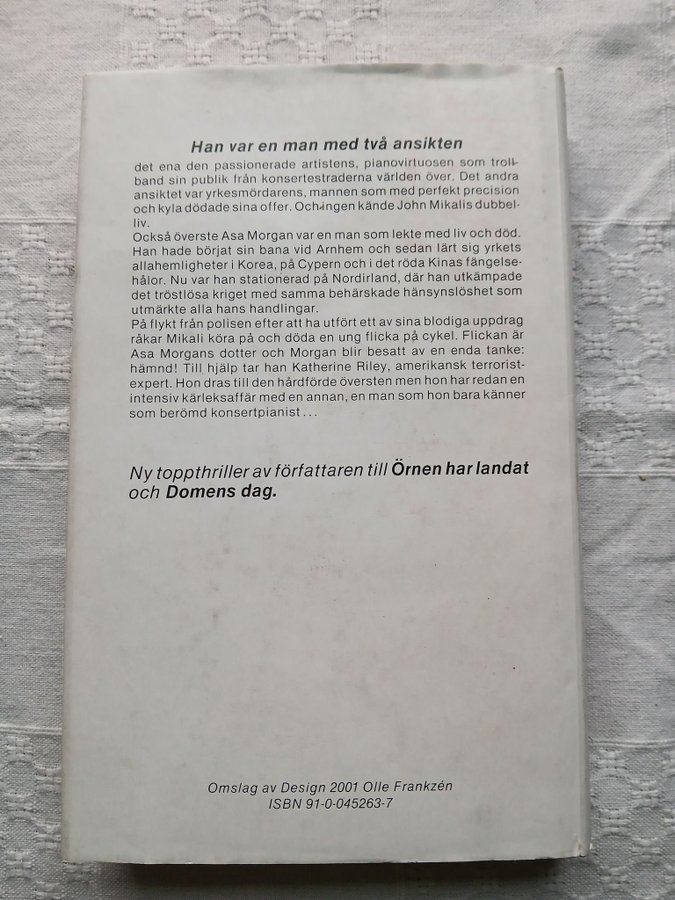 Han var en man med två ansikten
det ena den passionerade artistens, pianovirtuosen som troll-
band sin publik från konsertestraderna världen över. Det andra
ansiktet var yrkesmördarens, mannen som med perfekt precision
och kyla dödade sina offer. Och ingen kände John Mikalis dubbel-
liv.
Också överste Asa Morgan var en man som lekte med liv och död.
Han hade börjat sin bana vid Arnhem och sedan lärt sig yrkets
alla hemligheter i Korea, på Cypern och i det röda Kinas fängelse-
hålor. Nu var han stationerad på Nordirland, där han utkämpade
det tröstlösa kriget med samma behärskade hänsynslöshet som
utmärkte alla hans handlingar.
På flykt från polisen efter att ha utfört ett av sina blodiga uppdrag
råkar Mikali köra på och döda en ung flicka på cykel. Flickan är
Asa Morgans dotter och Morgan blir besatt av en enda tanke:
hämnd! Till hjälp tar han Katherine Riley, amerikansk terrorist-
expert. Hon dras till den hårdförde översten men hon har redan en
intensiv kärleksaffär med en annan, en man som hon bara känner
som berömd konsertpianist...
Ny toppthriller av författaren till Örnen har landat
och Domens dag.
Omslag av Design 2001 Olle Frankzén
ISBN 91-0-045263-7